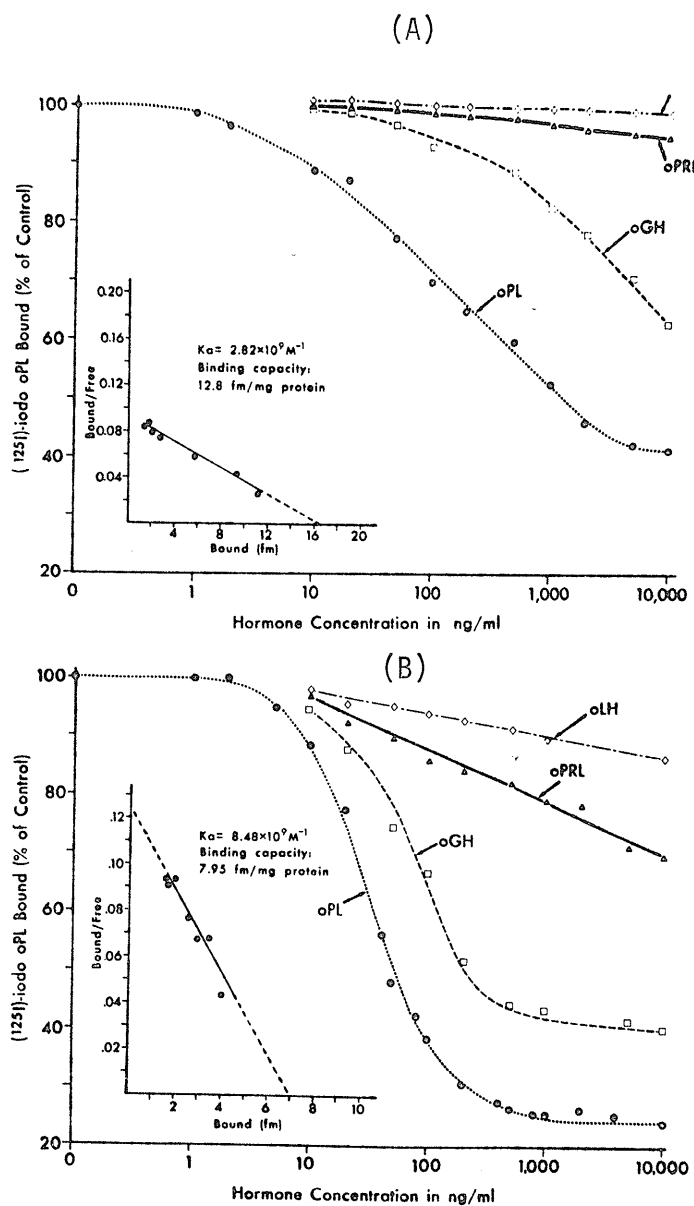 (A)
100
80
60
40
20
([125I)-iodo oPL Bound (% of Control)
oPRL
oGH
oPL
0.20
0.16
0.12
0.08
0.04
Bound/Free
Ka= 2.82×10⁹M⁻¹
Binding capacity:
12.8 fm/mg protein
4 8 12 16 20
Bound (fm)
0 1 10 100 1,000 10,000
Hormone Concentration in ng/ml
(B)
100
80
60
40
20
(¹²⁵I)-iodo oPL Bound (% of Control)
oLH
oPRL
oGH
oPL
.12
.10
.08
.06
.04
.02
Bound/Free
Ka= 8.48×10⁹M⁻¹
Binding capacity:
7.95 fm/mg protein
2 4 6 8 10
Bound (fm)
0 1 10 100 1,000 10,000
Hormone Concentration in ng/ml